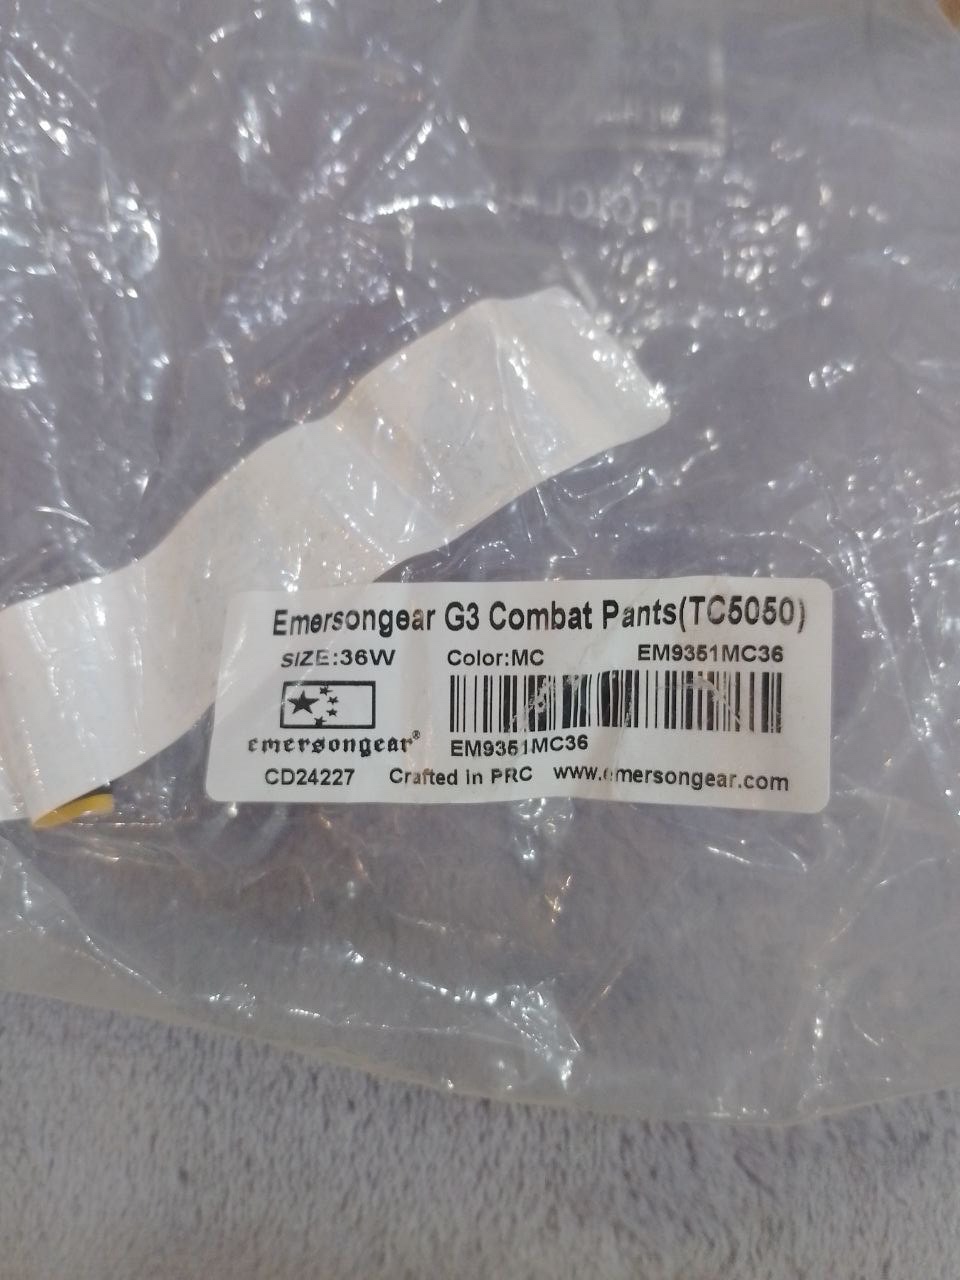 Emersongear G3 Combat Pants(TC5050)
SIZE:36W Color:MC EM9351MC36
emersongear®
EM9351MC36
CD24227 Crafted in PRC www.emersongear.com